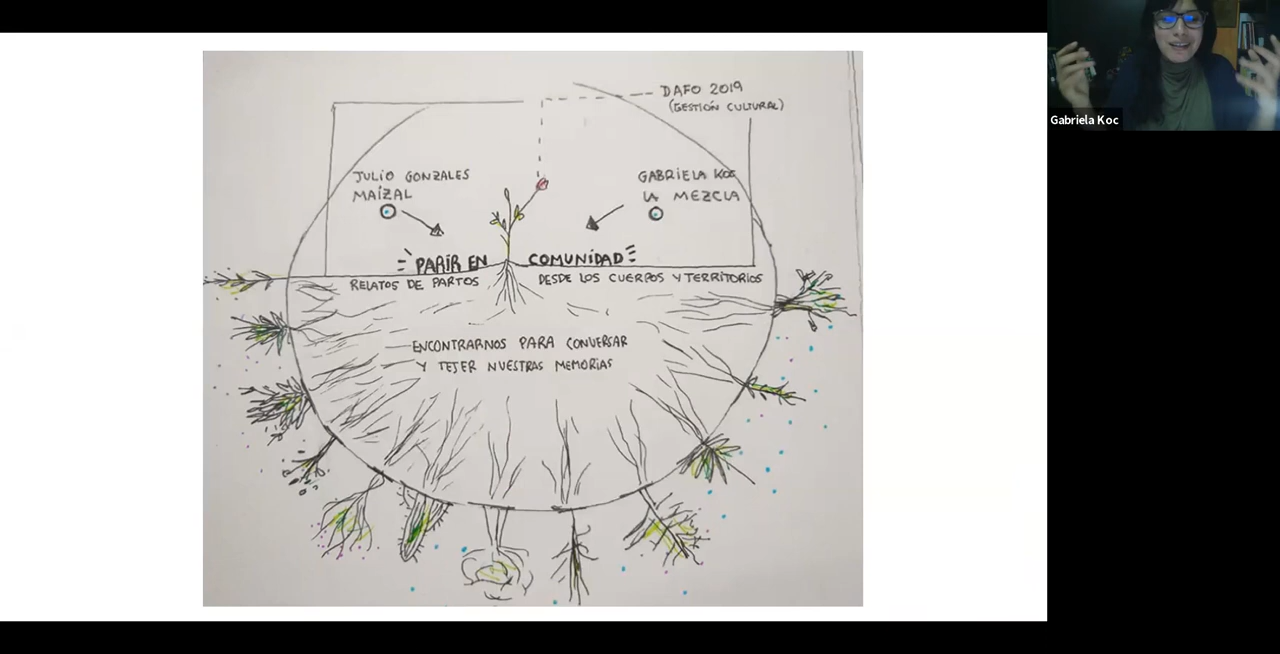 DAFO 2019
(GESTIÓN CULTURAL)
JULIO GONZALES
MAIZAL
GABRIELA KOC
LA MEZCLA
PARIR EN COMUNIDAD
RELATOS DE PARTOS DESDE LOS CUERPOS Y TERRITORIOS
ENCONTRARNOS PARA CONVERSAR
Y TEJER NUESTRAS MEMORIAS
Gabriela Koc